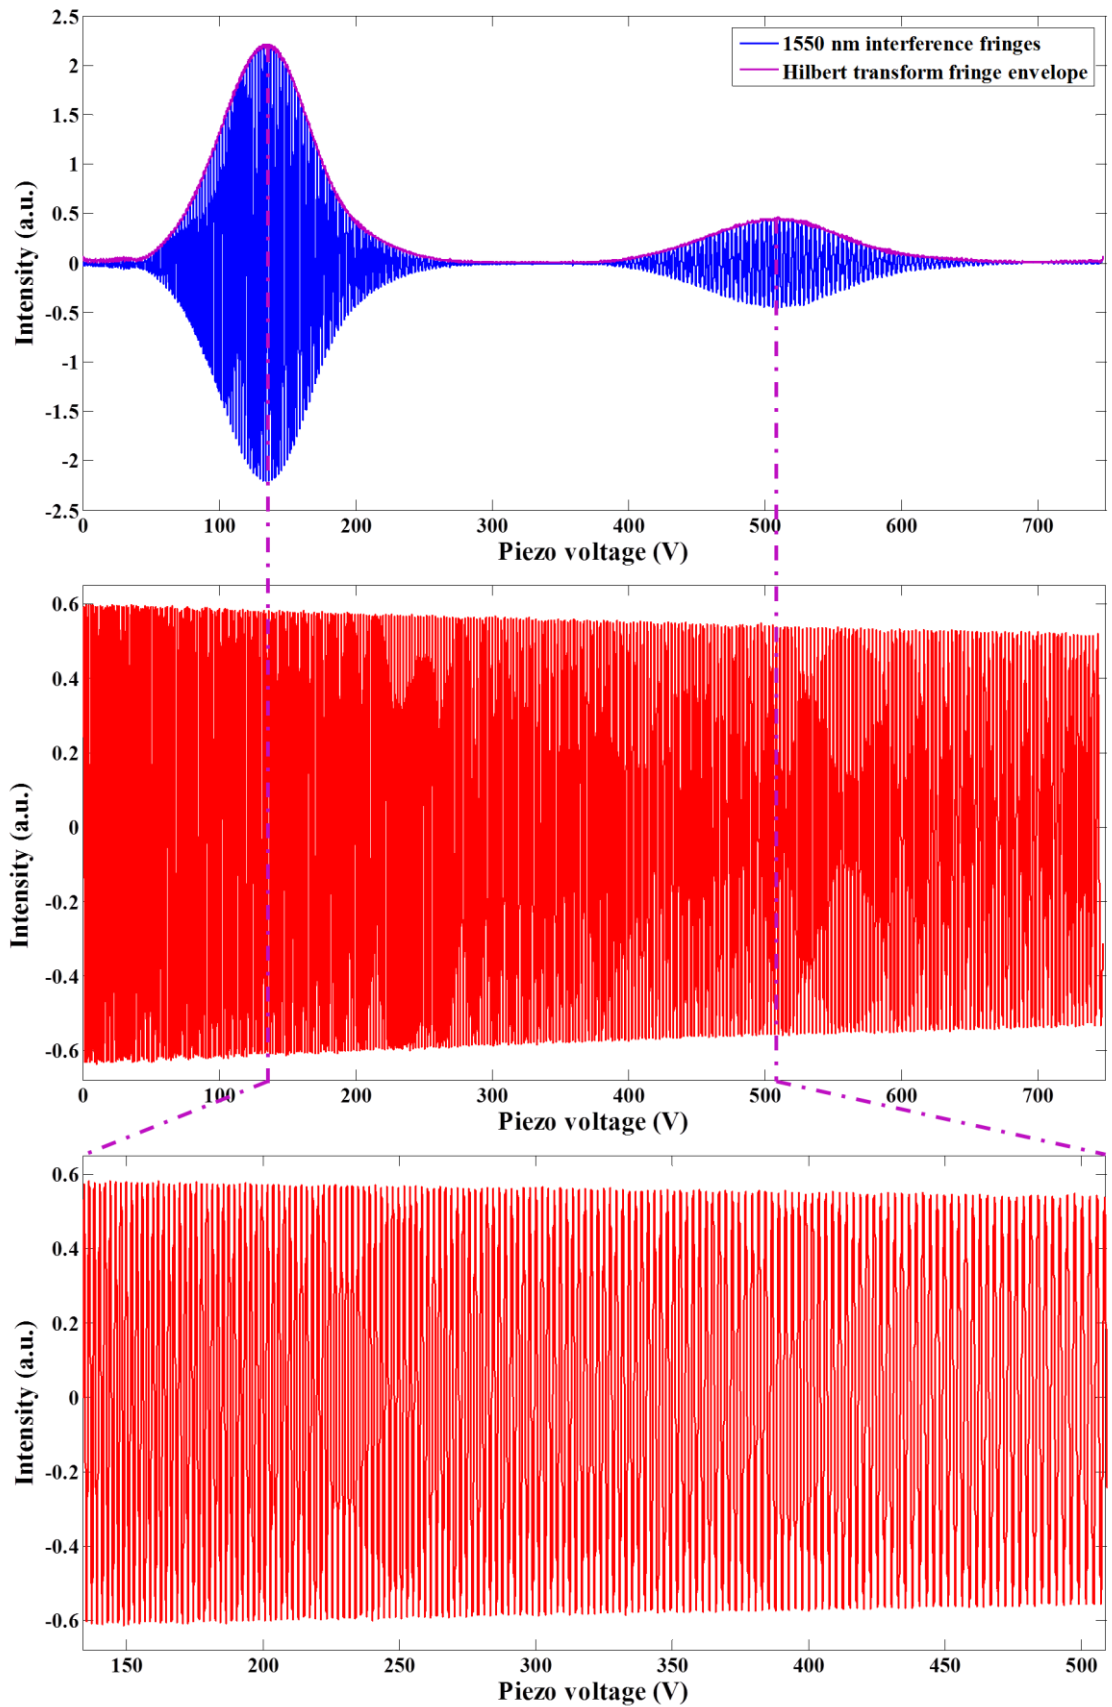 2.5
1550 nm interference fringes
Hilbert transform fringe envelope
2
1.5
1
0.5
0
-0.5
-1
-1.5
-2
-2.5
Intensity (a.u.)
0 100 200 300 400 500 600 700
Piezo voltage (V)
0.6
0.4
0.2
0
-0.2
-0.4
-0.6
Intensity (a.u.)
0 100 200 300 400 500 600 700
Piezo voltage (V)
0.6
0.4
0.2
0
-0.2
-0.4
-0.6
Intensity (a.u.)
150 200 250 300 350 400 450 500
Piezo voltage (V)